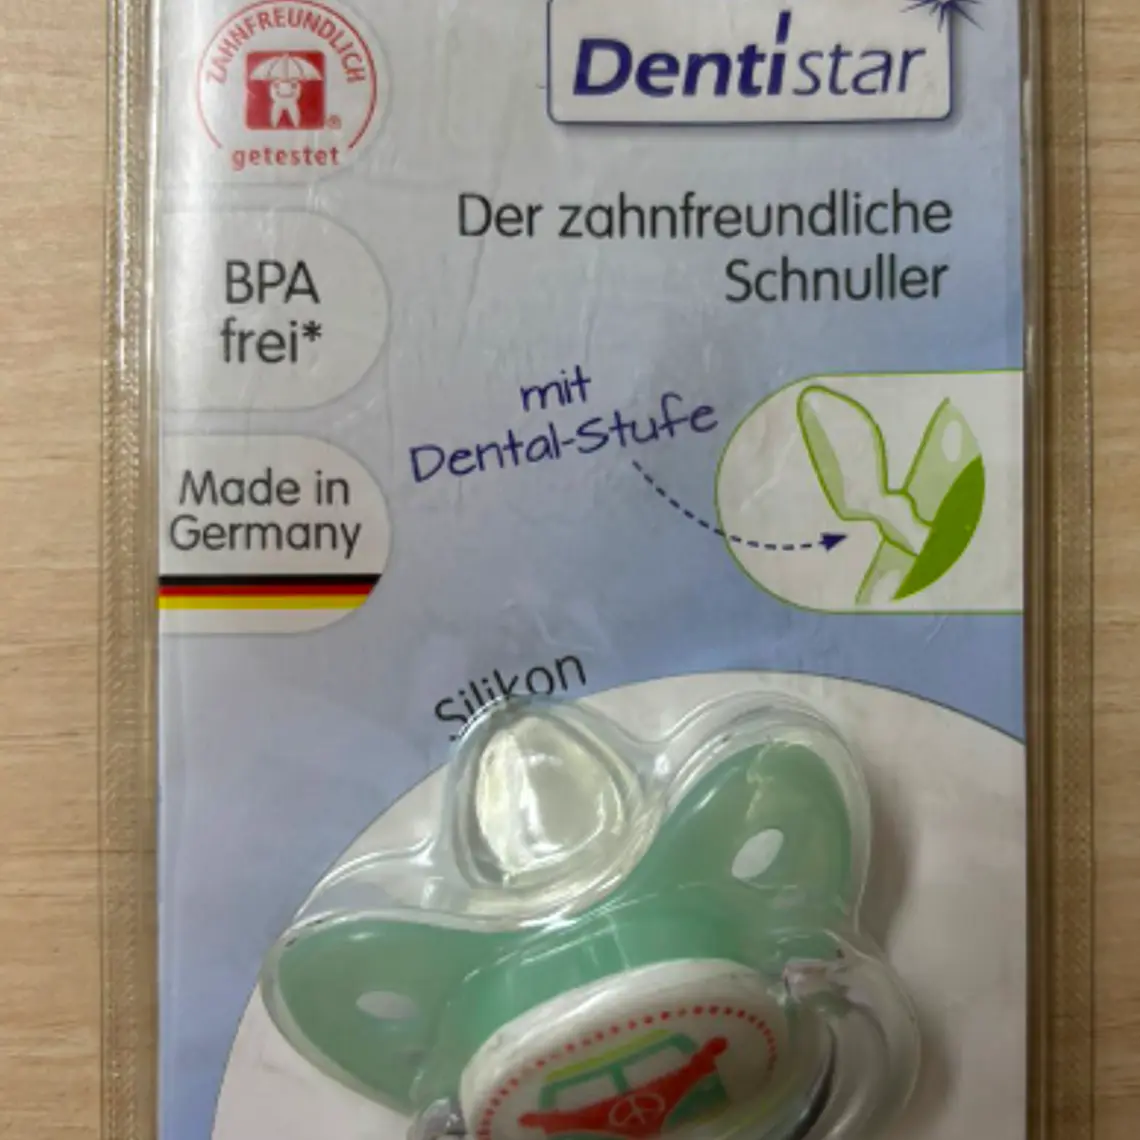 ZAHNFREUNDLICH
®
getestet
Dentistar
Der zahnfreundliche
Schnuller
BPA
frei*
mit
Dental-Stufe
Made in
Germany
Silikon